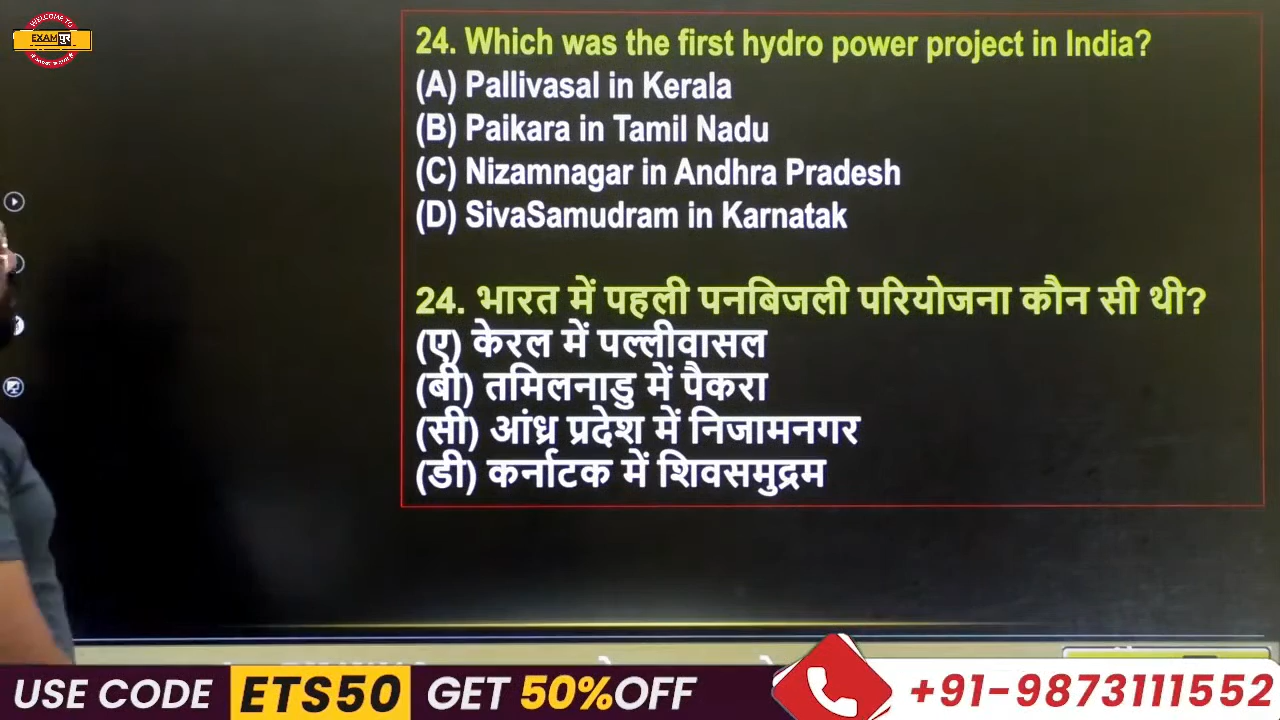 WELCOME TO
EXAM पुर
24. Which was the first hydro power project in India?
(A) Pallivasal in Kerala
(B) Paikara in Tamil Nadu
(C) Nizamnagar in Andhra Pradesh
(D) SivaSamudram in Karnatak
24. भारत में पहली पनबिजली परियोजना कौन सी थी?
(ए) केरल में पल्लीवासल
(बी) तमिलनाडु में पैकरा
(सी) आंध्र प्रदेश में निजामनगर
(डी) कर्नाटक में शिवसमुद्रम
USE CODE ETS50 GET 50%OFF +91-9873111552